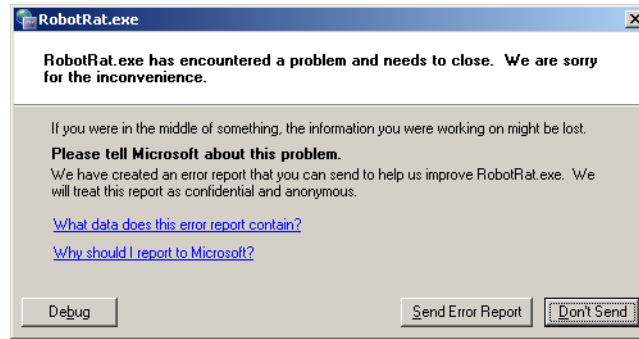 RobotRat.exe
RobotRat.exe has encountered a problem and needs to close. We are sorry
for the inconvenience.
If you were in the middle of something, the information you were working on might be lost.
Please tell Microsoft about this problem.
We have created an error report that you can send to help us improve RobotRat.exe. We
will treat this report as confidential and anonymous.
What data does this error report contain?
Why should I report to Microsoft?
Debug Send Error Report Don't Send